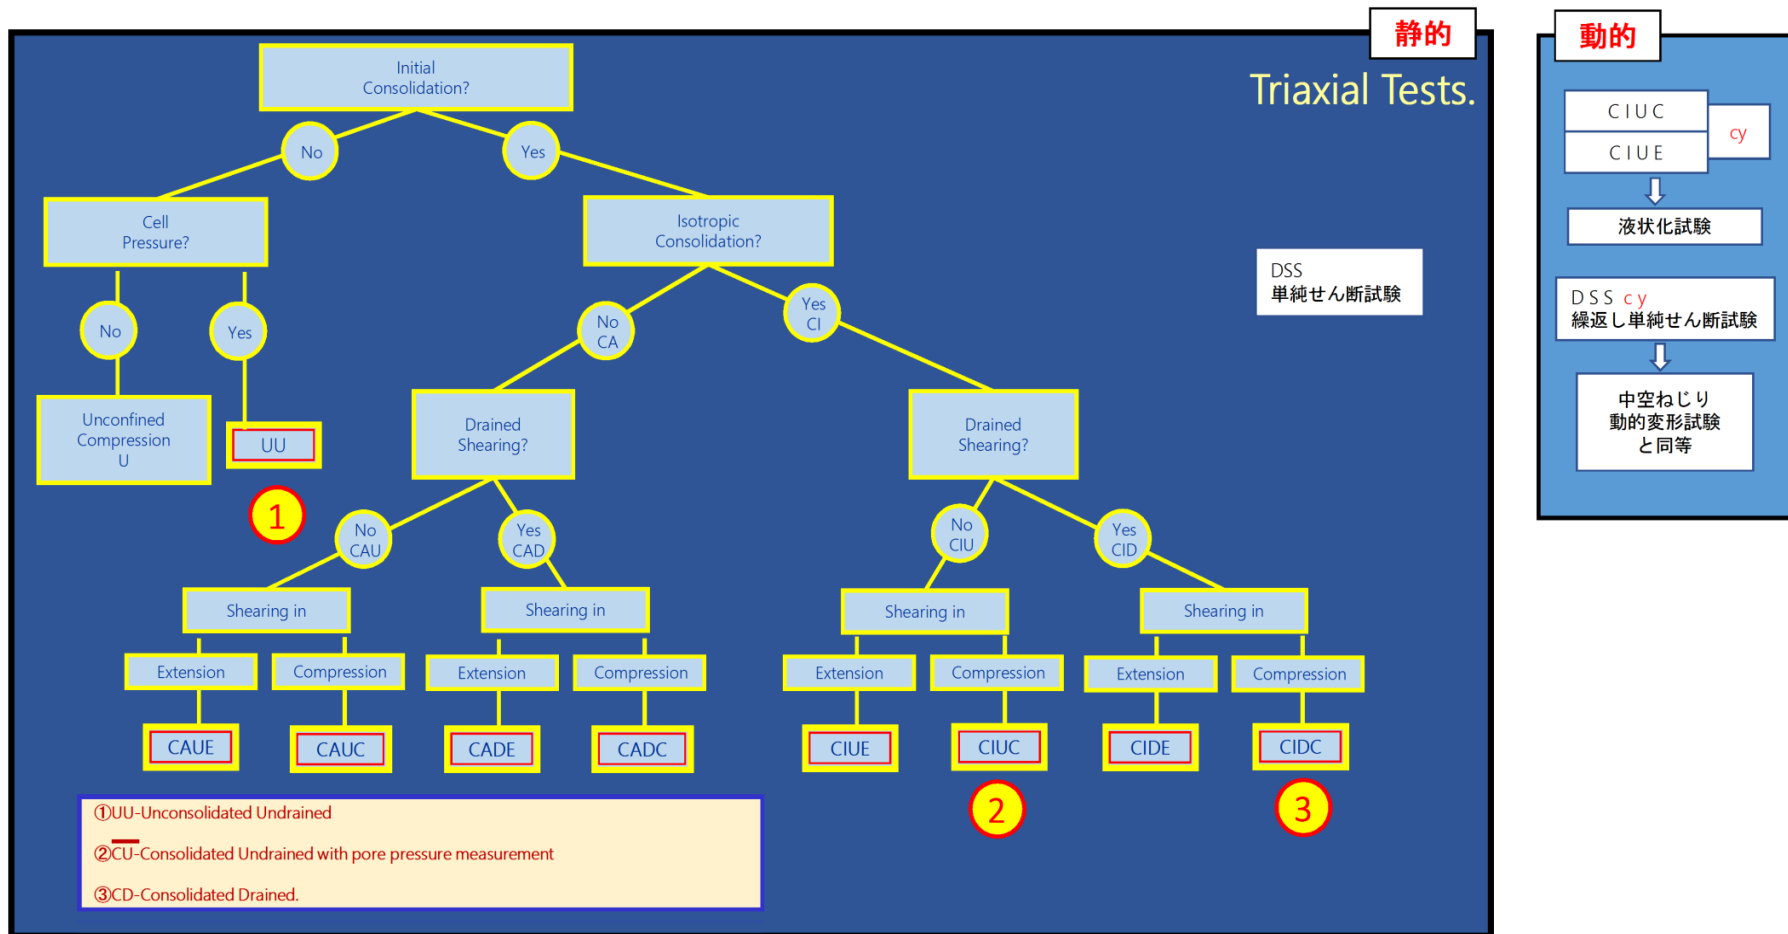 静的
Triaxial Tests.
Initial
Consolidation?
No
Yes
Cell
Pressure?
Isotropic
Consolidation?
No
Yes
No
CA
Yes
CI
DSS
単純せん断試験
Unconfined
Compression
U
UU
1
Drained
Shearing?
Drained
Shearing?
No
CAU
Yes
CAD
No
CIU
Yes
CID
Shearing in
Shearing in
Shearing in
Shearing in
Extension
Compression
Extension
Compression
Extension
Compression
Extension
Compression
CAUE
CAUC
CADE
CADC
CIUE
CIUC
CIDE
CIDC
2
3
①UU-Unconsolidated Undrained
②C̅U̅-Consolidated Undrained with pore pressure measurement
③CD-Consolidated Drained.
動的
CIUC
CIUE
cy
液状化試験
DSS cy
繰返し単純せん断試験
中空ねじり
動的変形試験
と同等